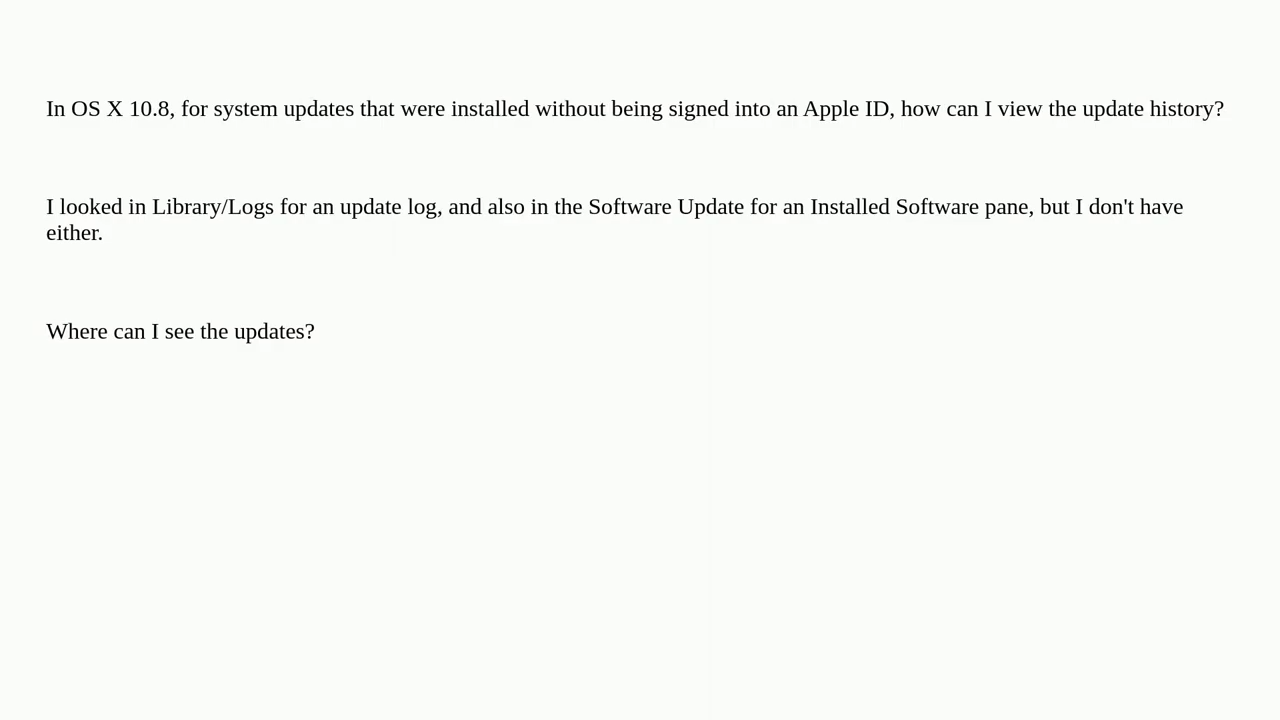 In OS X 10.8, for system updates that were installed without being signed into an Apple ID, how can I view the update history?
I looked in Library/Logs for an update log, and also in the Software Update for an Installed Software pane, but I don't have
either.
Where can I see the updates?